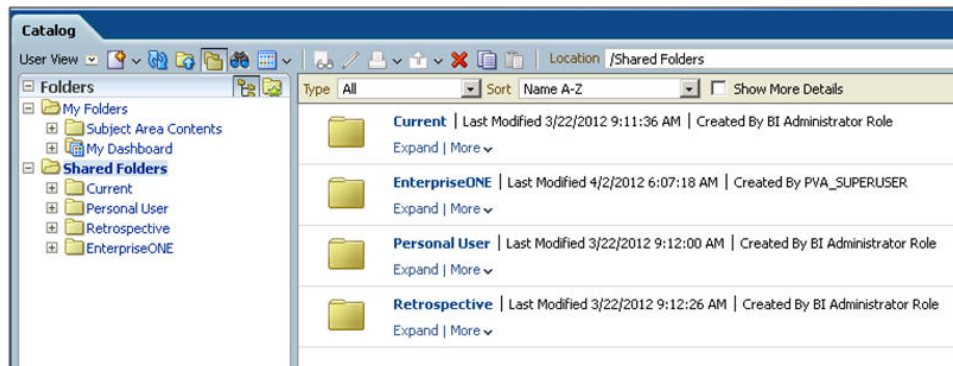 Catalog
User View
Location /Shared Folders
Folders
Type All Sort Name A-Z Show More Details
My Folders
Subject Area Contents
My Dashboard
Shared Folders
Current
Personal User
Retrospective
EnterpriseONE
Current | Last Modified 3/22/2012 9:11:36 AM | Created By BI Administrator Role
Expand | More
EnterpriseONE | Last Modified 4/2/2012 6:07:18 AM | Created By PVA_SUPERUSER
Expand | More
Personal User | Last Modified 3/22/2012 9:12:00 AM | Created By BI Administrator Role
Expand | More
Retrospective | Last Modified 3/22/2012 9:12:26 AM | Created By BI Administrator Role
Expand | More